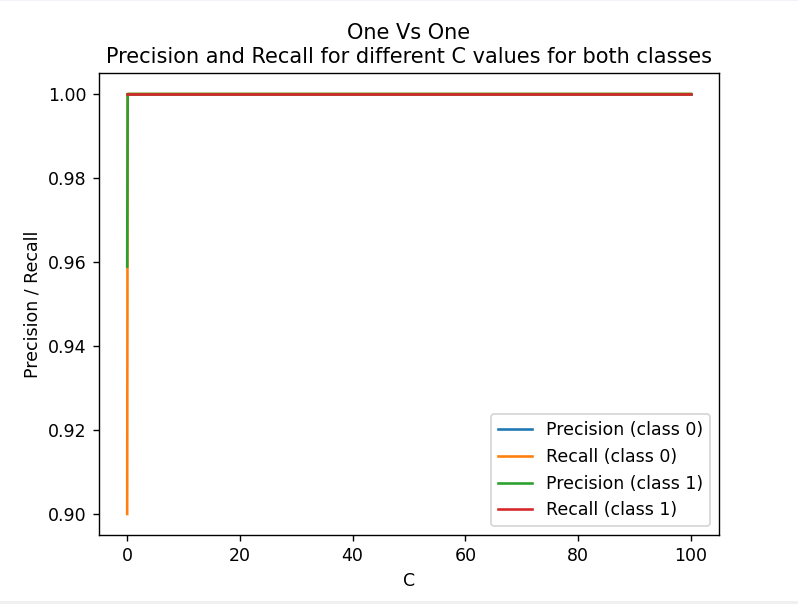 One Vs One
Precision and Recall for different C values for both classes
1.00
0.98
0.96
0.94
0.92
0.90
Precision / Recall
0 20 40 60 80 100
C
Precision (class 0)
Recall (class 0)
Precision (class 1)
Recall (class 1)